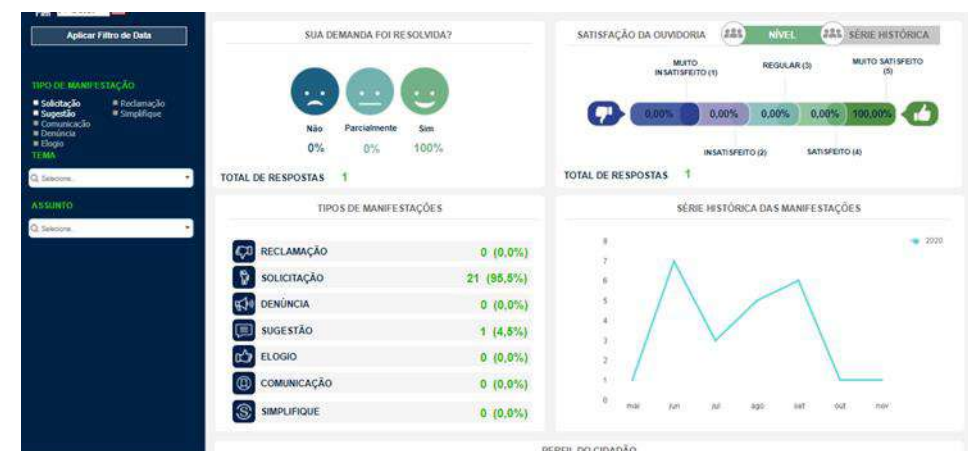 Aplicar Filtro de Data
TIPO DE MANIFESTAÇÃO
Solicitação
Reclamação
Sugestão
Simplifique
Comunicação
Denúncia
Elogio
TEMA
Selecione..
ASSUNTO
Selecione..
SUA DEMANDA FOI RESOLVIDA?
Não
Parcialmente
Sim
0%
0%
100%
TOTAL DE RESPOSTAS 1
SATISFAÇÃO DA OUVIDORIA
NÍVEL
SÉRIE HISTÓRICA
MUITO
INSATISFEITO (1)
REGULAR (3)
MUITO SATISFEITO
(5)
0,00%
0,00%
0,00%
0,00%
100,00%
INSATISFEITO (2)
SATISFEITO (4)
TOTAL DE RESPOSTAS 1
TIPOS DE MANIFESTAÇÕES
RECLAMAÇÃO 0 (0,0%)
SOLICITAÇÃO 21 (95,5%)
DENÚNCIA 0 (0,0%)
SUGESTÃO 1 (4,5%)
ELOGIO 0 (0,0%)
COMUNICAÇÃO 0 (0,0%)
SIMPLIFIQUE 0 (0,0%)
SÉRIE HISTÓRICA DAS MANIFESTAÇÕES
2020
8
7
6
5
4
3
2
1
0
mai
jun
jul
ago
set
out
nov
PERFIL DO CIDADÃO